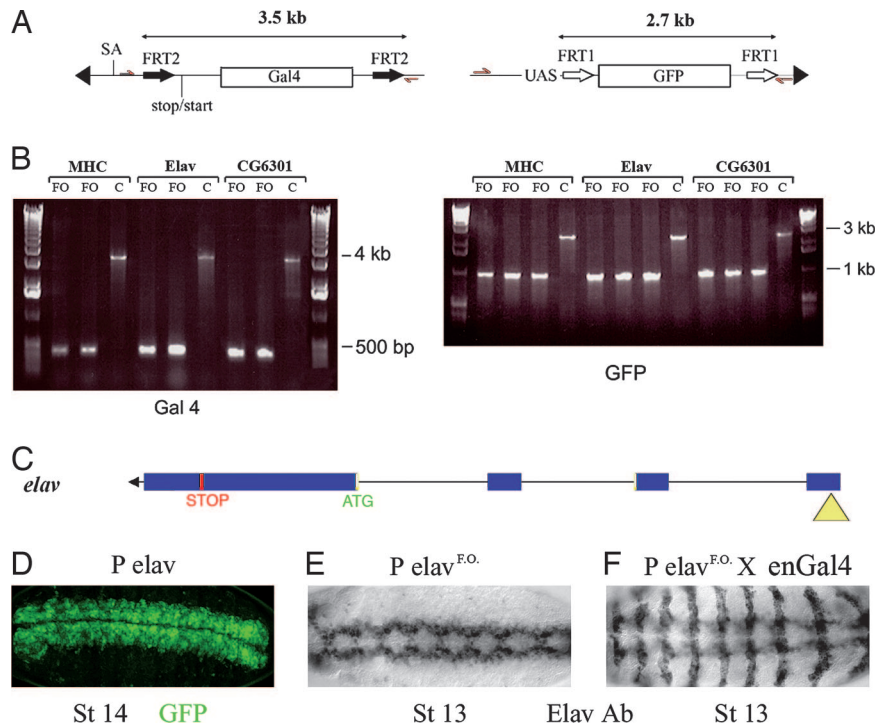 A
3.5 kb
2.7 kb
SA
FRT2
FRT2
FRT1
FRT1
Gal4
UAS
GFP
stop/start
B
MHC Elav CG6301
FO FO C FO FO C FO FO C
4 kb
500 bp
Gal 4
MHC Elav CG6301
FO FO FO C FO FO FO C FO FO FO C
3 kb
1 kb
GFP
C
elav
STOP
ATG
D P elav
E P elav F.O.
F P elav F.O. X enGal4
St 14 GFP
St 13 Elav Ab St 13